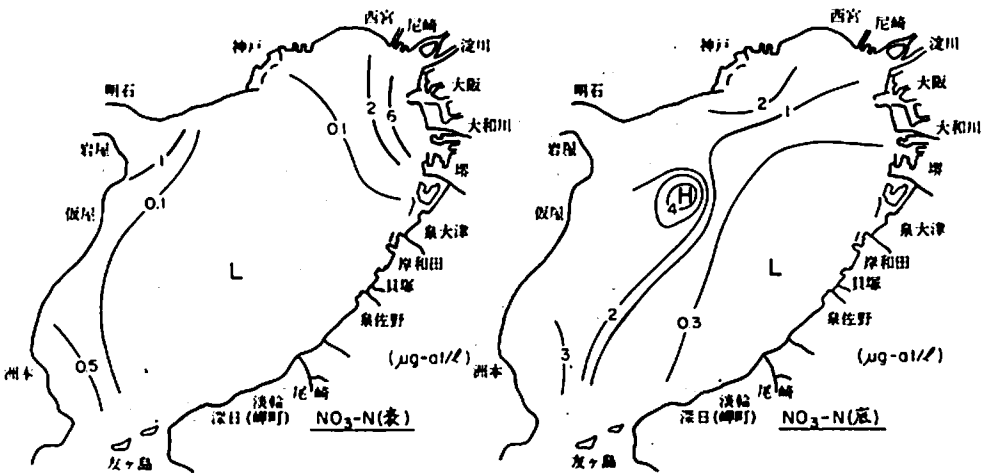 西宮
尼崎
淀川
神戸
大阪
明石
2
6
0.1
大和川
岩屋
1
堺
仮屋
0.1
泉大津
岸和田
L
貝塚
泉佐野
(μg-at/ℓ)
0.5
洲本
尾崎
淡輪
深日(岬町)
NO3-N(表)
友ヶ島
西宮
尼崎
淀川
神戸
大阪
明石
2
1
大和川
岩屋
堺
H
4
仮屋
泉大津
岸和田
L
貝塚
泉佐野
2
0.3
(μg-at/ℓ)
3
洲本
尾崎
淡輪
深日(岬町)
NO3-N(底)
友ヶ島